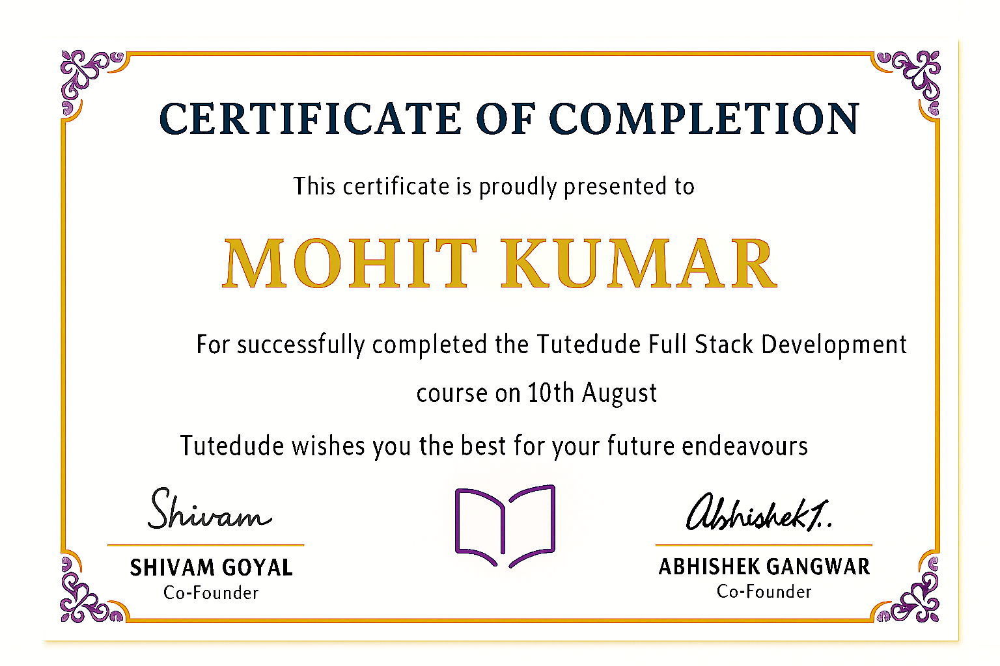 CERTIFICATE OF COMPLETION
This certificate is proudly presented to
MOHIT KUMAR
For successfully completed the Tutedude Full Stack Development
course on 10th August
Tutedude wishes you the best for your future endeavours
Shivam
AbhishekT..
SHIVAM GOYAL
ABHISHEK GANGWAR
Co-Founder
Co-Founder